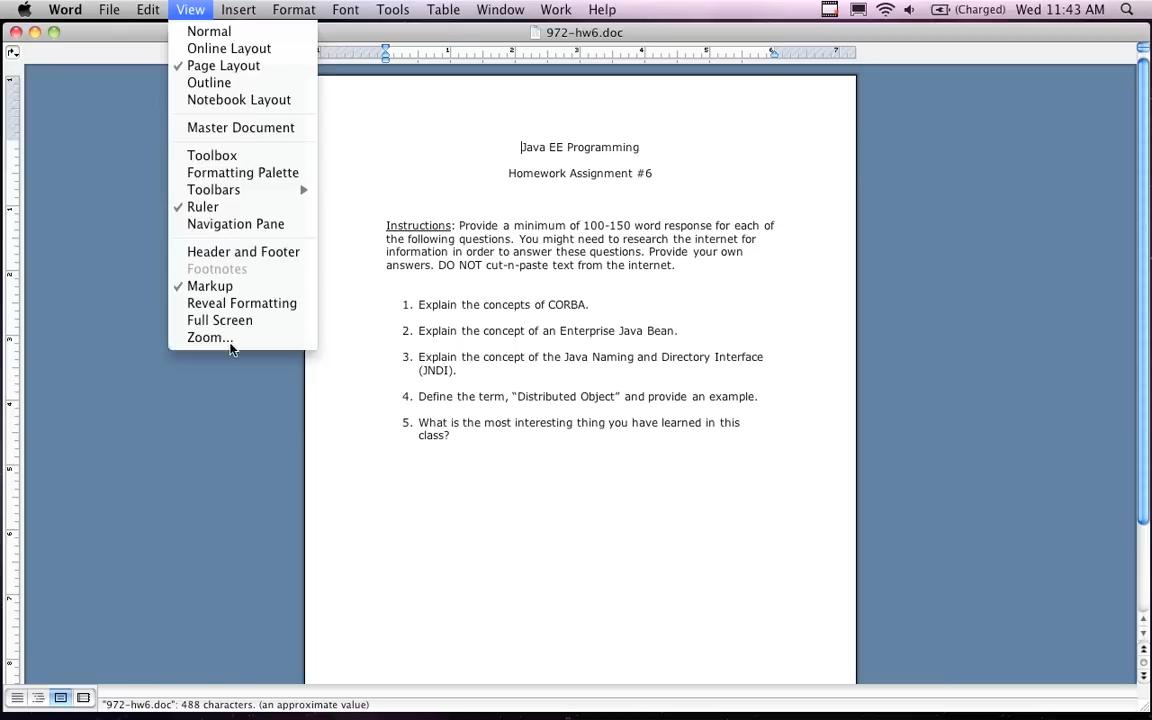 Word File Edit View Insert Format Font Tools Table Window Work Help (Charged) Wed 11:43 AM
972-hw6.doc
Normal
Online Layout
Page Layout
Outline
Notebook Layout
Master Document
Toolbox
Formatting Palette
Toolbars
Ruler
Navigation Pane
Header and Footer
Footnotes
Markup
Reveal Formatting
Full Screen
Zoom...
1 2 3 4 5 6 7
Java EE Programming
Homework Assignment #6
Instructions: Provide a minimum of 100-150 word response for each of
the following questions. You might need to research the internet for
information in order to answer these questions. Provide your own
answers. DO NOT cut-n-paste text from the internet.
1. Explain the concepts of CORBA.
2. Explain the concept of an Enterprise Java Bean.
3. Explain the concept of the Java Naming and Directory Interface
(JNDI).
4. Define the term, “Distributed Object” and provide an example.
5. What is the most interesting thing you have learned in this
class?
"972-hw6.doc": 488 characters. (an approximate value)